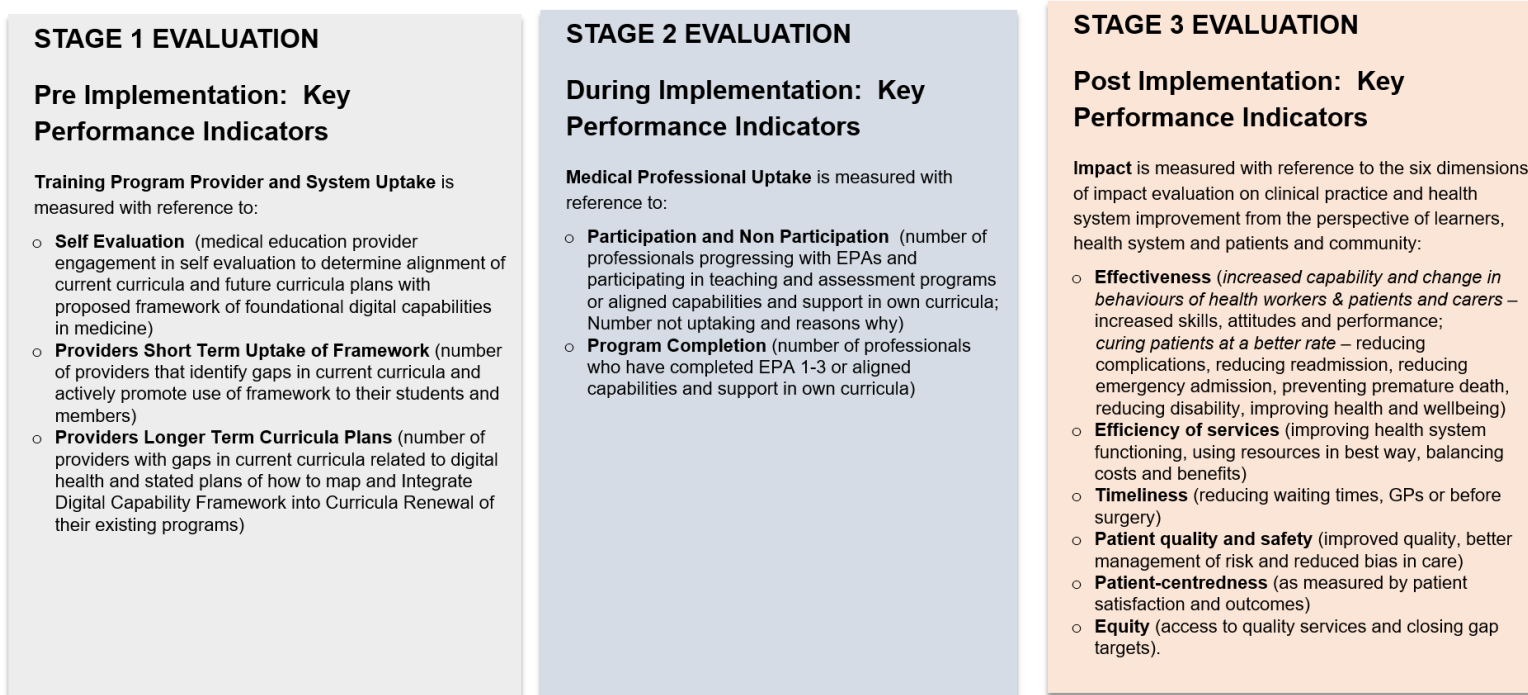 STAGE 1 EVALUATION
Pre Implementation:  Key
Performance Indicators
Training Program Provider and System Uptake is
measured with reference to:
o Self Evaluation  (medical education provider
engagement in self evaluation to determine alignment of
current curricula and future curricula plans with
proposed framework of foundational digital capabilities
in medicine)
o Providers Short Term Uptake of Framework (number
of providers that identify gaps in current curricula and
actively promote use of framework to their students and
members)
o Providers Longer Term Curricula Plans (number of
providers with gaps in current curricula related to digital
health and stated plans of how to map and Integrate
Digital Capability Framework into Curricula Renewal of
their existing programs)
STAGE 2 EVALUATION
During Implementation:  Key
Performance Indicators
Medical Professional Uptake is measured with
reference to:
o Participation and Non Participation  (number of
professionals progressing with EPAs and
participating in teaching and assessment programs
or aligned capabilities and support in own curricula;
Number not uptaking and reasons why)
o Program Completion (number of professionals
who have completed EPA 1-3 or aligned
capabilities and support in own curricula)
STAGE 3 EVALUATION
Post Implementation:  Key
Performance Indicators
Impact is measured with reference to the six dimensions
of impact evaluation on clinical practice and health
system improvement from the perspective of learners,
health system and patients and community:
o Effectiveness (increased capability and change in
behaviours of health workers & patients and carers –
increased skills, attitudes and performance;
curing patients at a better rate – reducing
complications, reducing readmission, reducing
emergency admission, preventing premature death,
reducing disability, improving health and wellbeing)
o Efficiency of services (improving health system
functioning, using resources in best way, balancing
costs and benefits)
o Timeliness (reducing waiting times, GPs or before
surgery)
o Patient quality and safety (improved quality, better
management of risk and reduced bias in care)
o Patient-centredness (as measured by patient
satisfaction and outcomes)
o Equity (access to quality services and closing gap
targets).